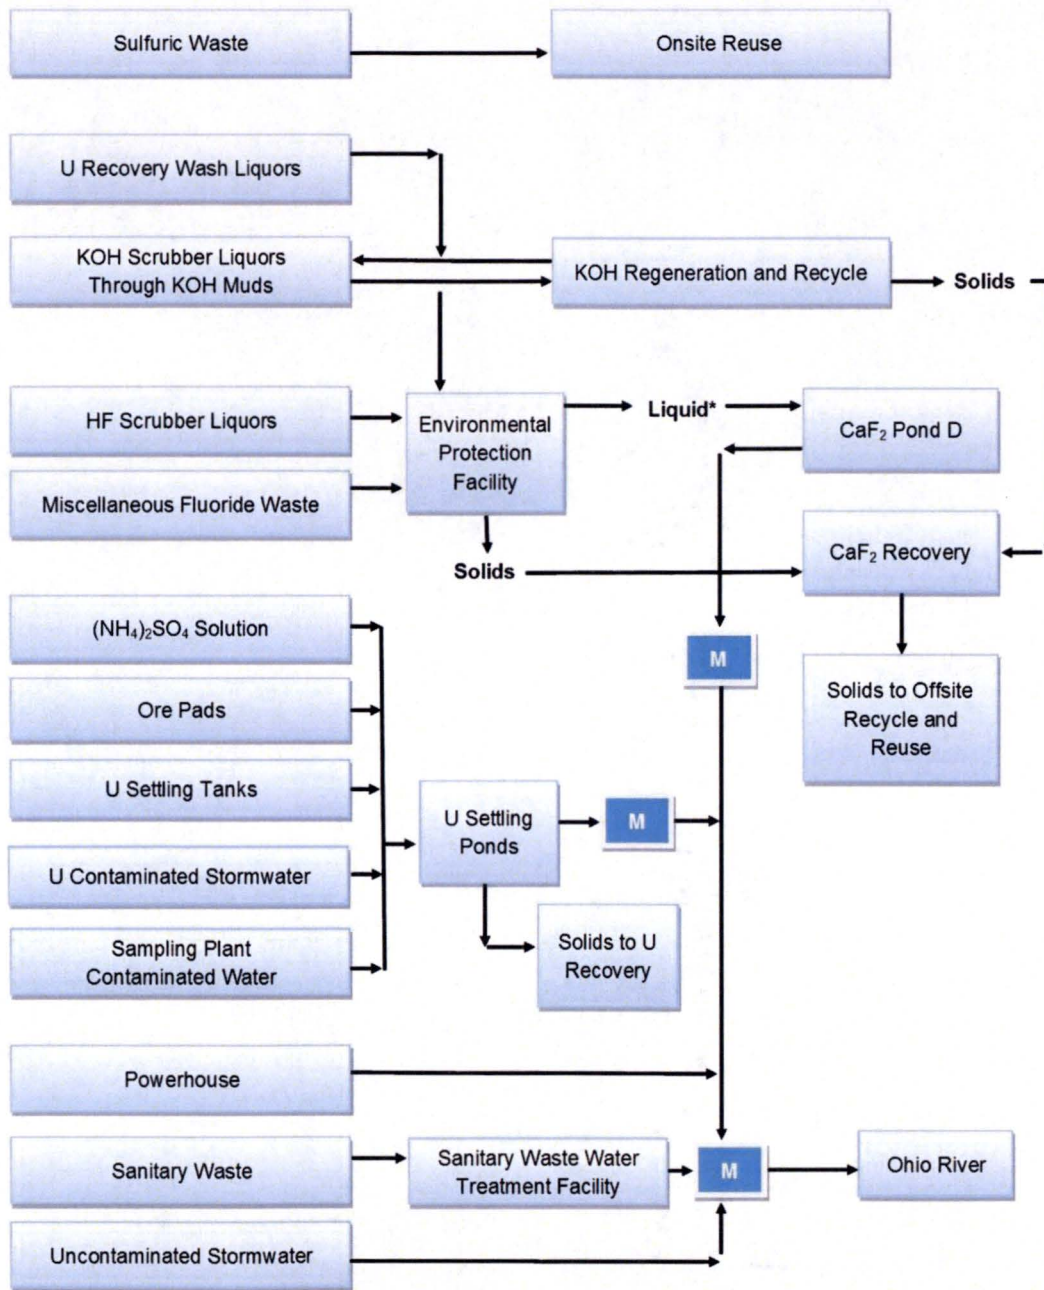 Sulfuric Waste
Onsite Reuse
U Recovery Wash Liquors
KOH Scrubber Liquors
Through KOH Muds
KOH Regeneration and Recycle
Solids
HF Scrubber Liquors
Environmental
Protection
Facility
Liquid*
CaF₂ Pond D
Miscellaneous Fluoride Waste
Solids
CaF₂ Recovery
(NH₄)₂SO₄ Solution
M
Solids to Offsite
Recycle and
Reuse
Ore Pads
U Settling Tanks
U Settling
Ponds
M
U Contaminated Stormwater
Sampling Plant
Contaminated Water
Solids to U
Recovery
Powerhouse
Sanitary Waste
Sanitary Waste Water
Treatment Facility
M
Ohio River
Uncontaminated Stormwater